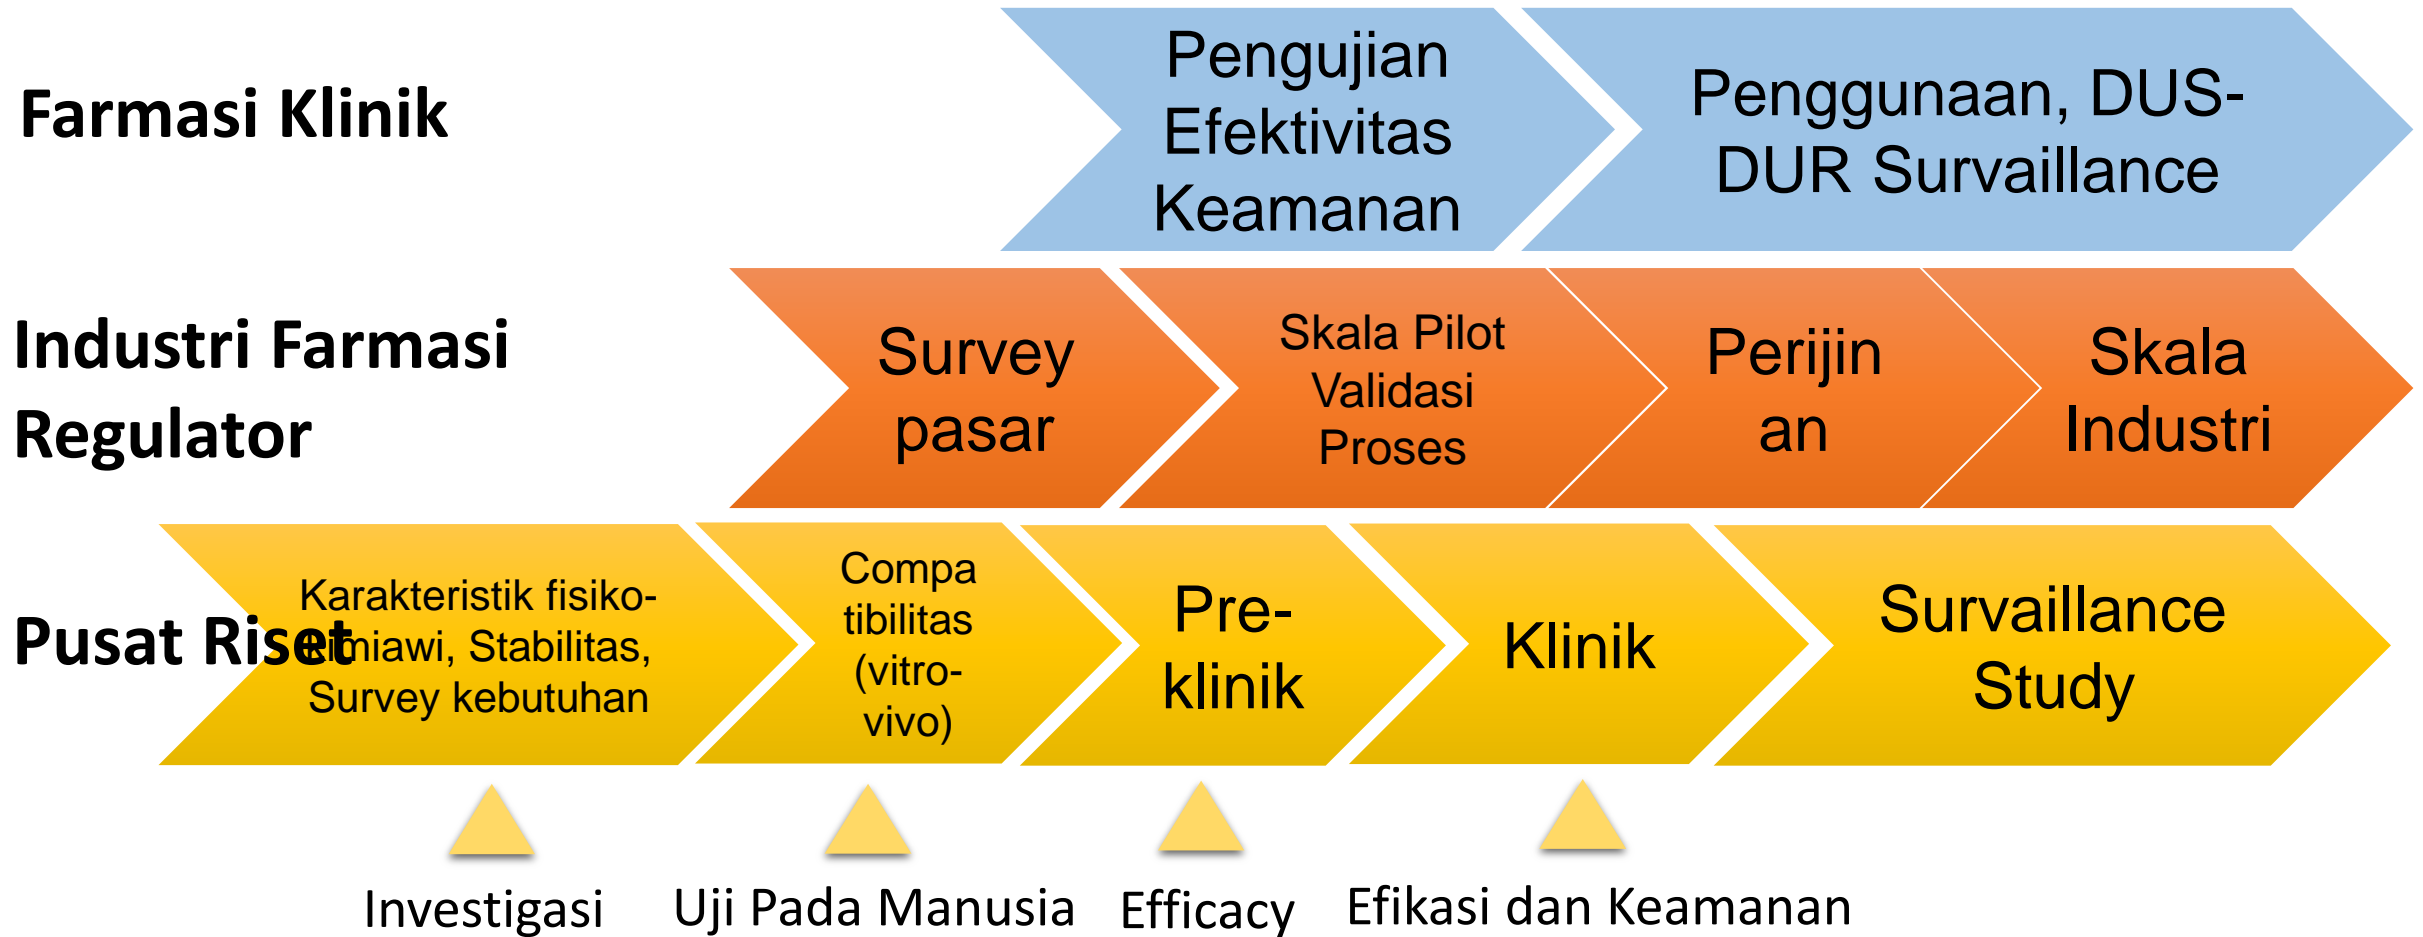 Farmasi Klinik
Pengujian
Efektivitas
Keamanan
Penggunaan, DUS-
DUR Survaillance
Industri Farmasi
Regulator
Survey
pasar
Skala Pilot
Validasi
Proses
Perijin
an
Skala
Industri
Pusat Riset
Karakteristik fisiko-
kimiawi, Stabilitas,
Survey kebutuhan
Compa
tibilitas
(vitro-
vivo)
Pre-
klinik
Klinik
Survaillance
Study
Investigasi
Uji Pada Manusia
Efficacy
Efikasi dan Keamanan